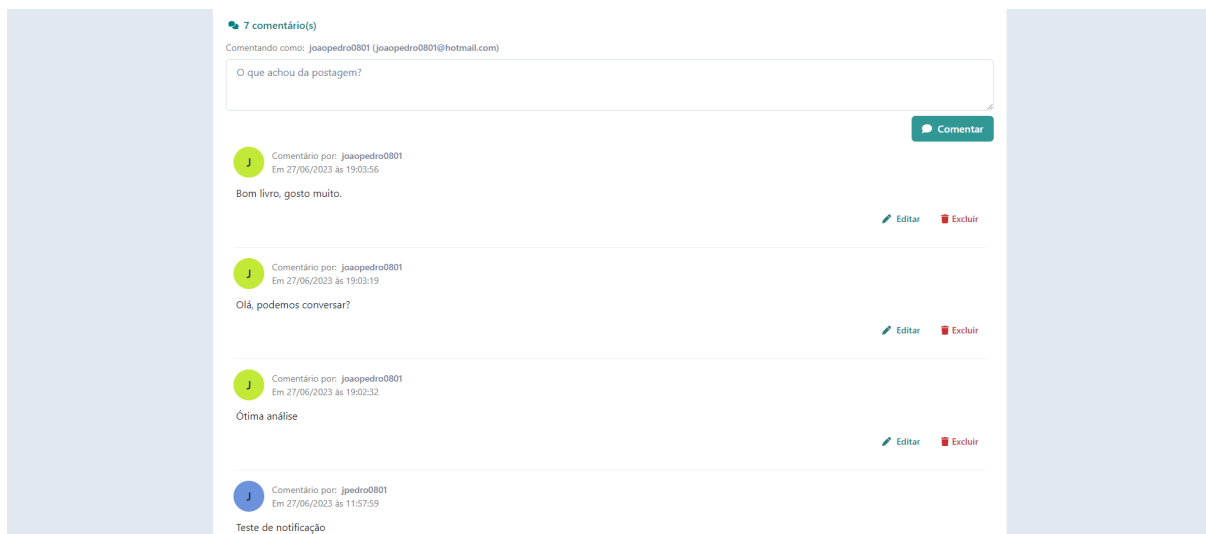 7 comentário(s)
Comentando como: joaopedro0801 (joaopedro0801@hotmail.com)
O que achou da postagem?
Comentar
J
Comentário por: joaopedro0801
Em 27/06/2023 às 19:03:56
Bom livro, gosto muito.
Editar Excluir
J
Comentário por: joaopedro0801
Em 27/06/2023 às 19:03:19
Olá, podemos conversar?
Editar Excluir
J
Comentário por: joaopedro0801
Em 27/06/2023 às 19:02:32
Ótima análise
Editar Excluir
J
Comentário por: jpedro0801
Em 27/06/2023 às 11:57:59
Teste de notificação